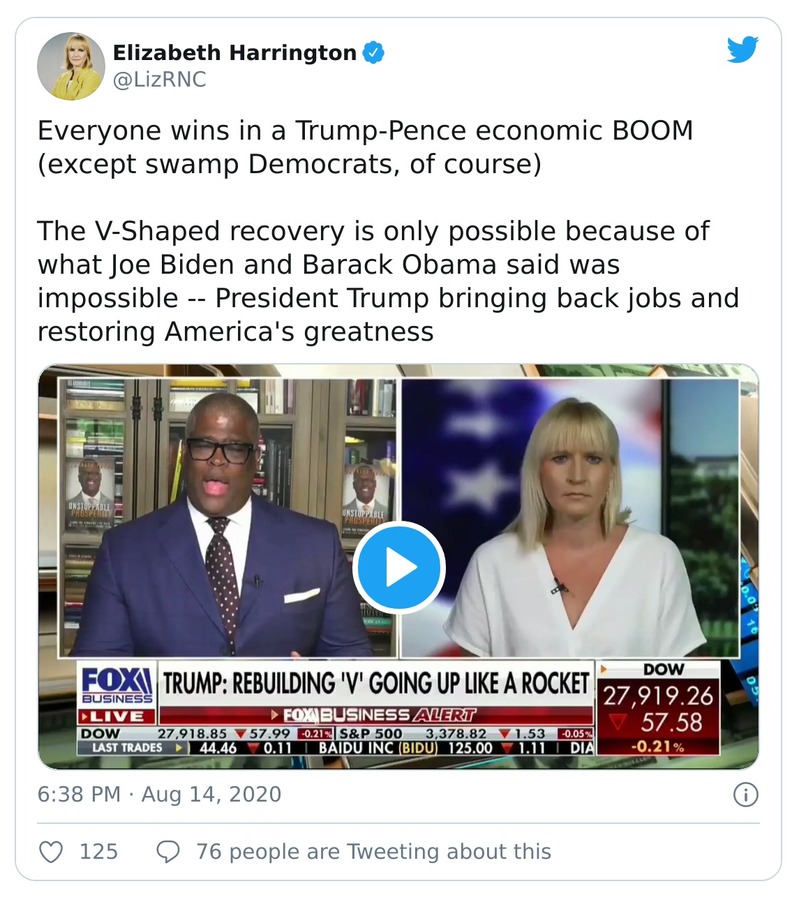 Elizabeth Harrington
@LizRNC
Everyone wins in a Trump-Pence economic BOOM
(except swamp Democrats, of course)
The V-Shaped recovery is only possible because of
what Joe Biden and Barack Obama said was
impossible -- President Trump bringing back jobs and
restoring America's greatness
UNSTOPPABLE
PROSPERITY
UNSTOPPABLE
PROSPERITY
FOX
BUSINESS
LIVE
TRUMP: REBUILDING 'V' GOING UP LIKE A ROCKET
FOX BUSINESS ALERT
DOW
27,919.26
▼ 57.58
-0.21%
DOW 27,918.85 ▼ 57.99 -0.21% S&P 500 3,378.82 ▼ 1.53 -0.05%
LAST TRADES 44.46 ▼ 0.11 BAIDU INC (BIDU) 125.00 ▼ 1.11 DIA
6:38 PM · Aug 14, 2020
125 76 people are Tweeting about this